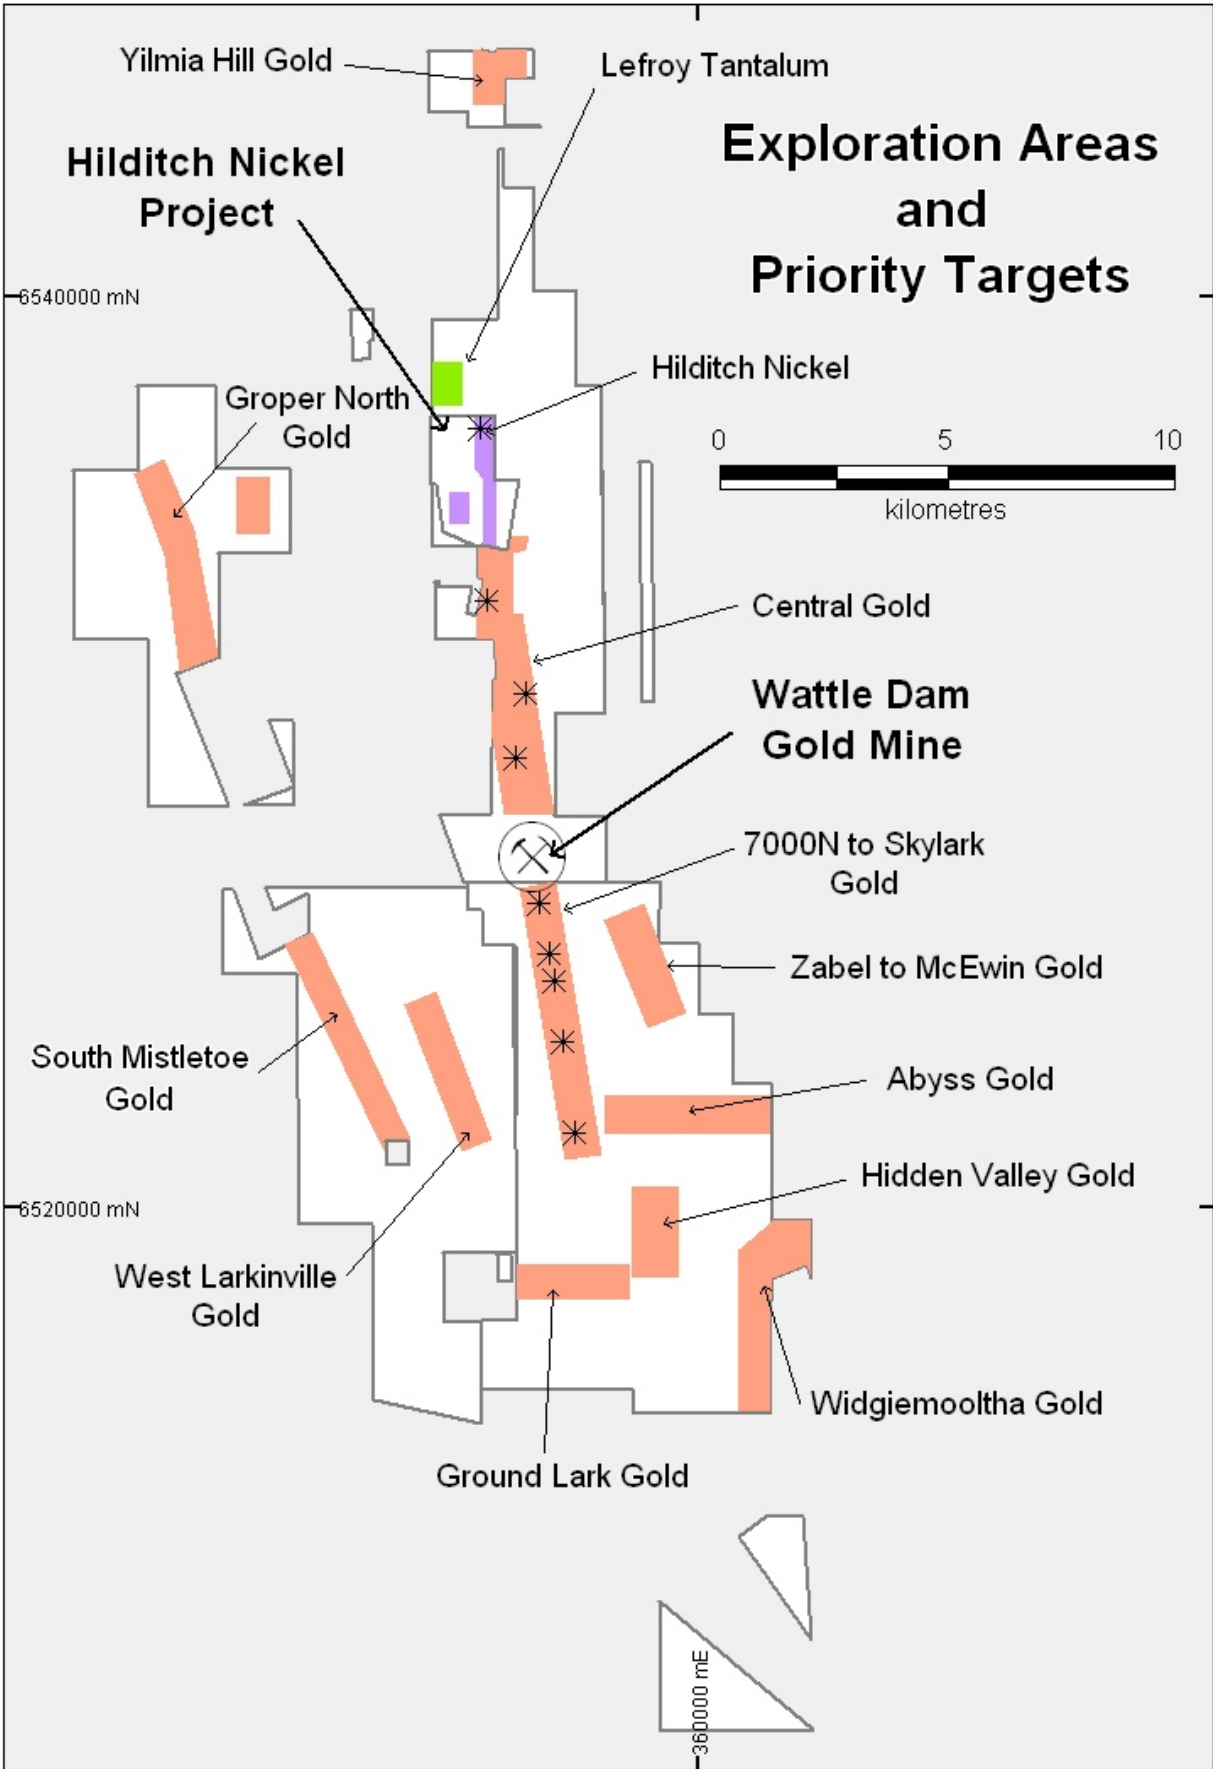 Yilmia Hill Gold
Lefroy Tantalum
Exploration Areas
and
Priority Targets
Hilditch Nickel
Project
6540000 mN
Hilditch Nickel
Groper North
Gold
0 5 10
kilometres
Central Gold
Wattle Dam
Gold Mine
7000N to Skylark
Gold
Zabel to McEwin Gold
South Mistletoe
Gold
Abyss Gold
Hidden Valley Gold
6520000 mN
West Larkinville
Gold
Widgiemooltha Gold
Ground Lark Gold
360000 mE